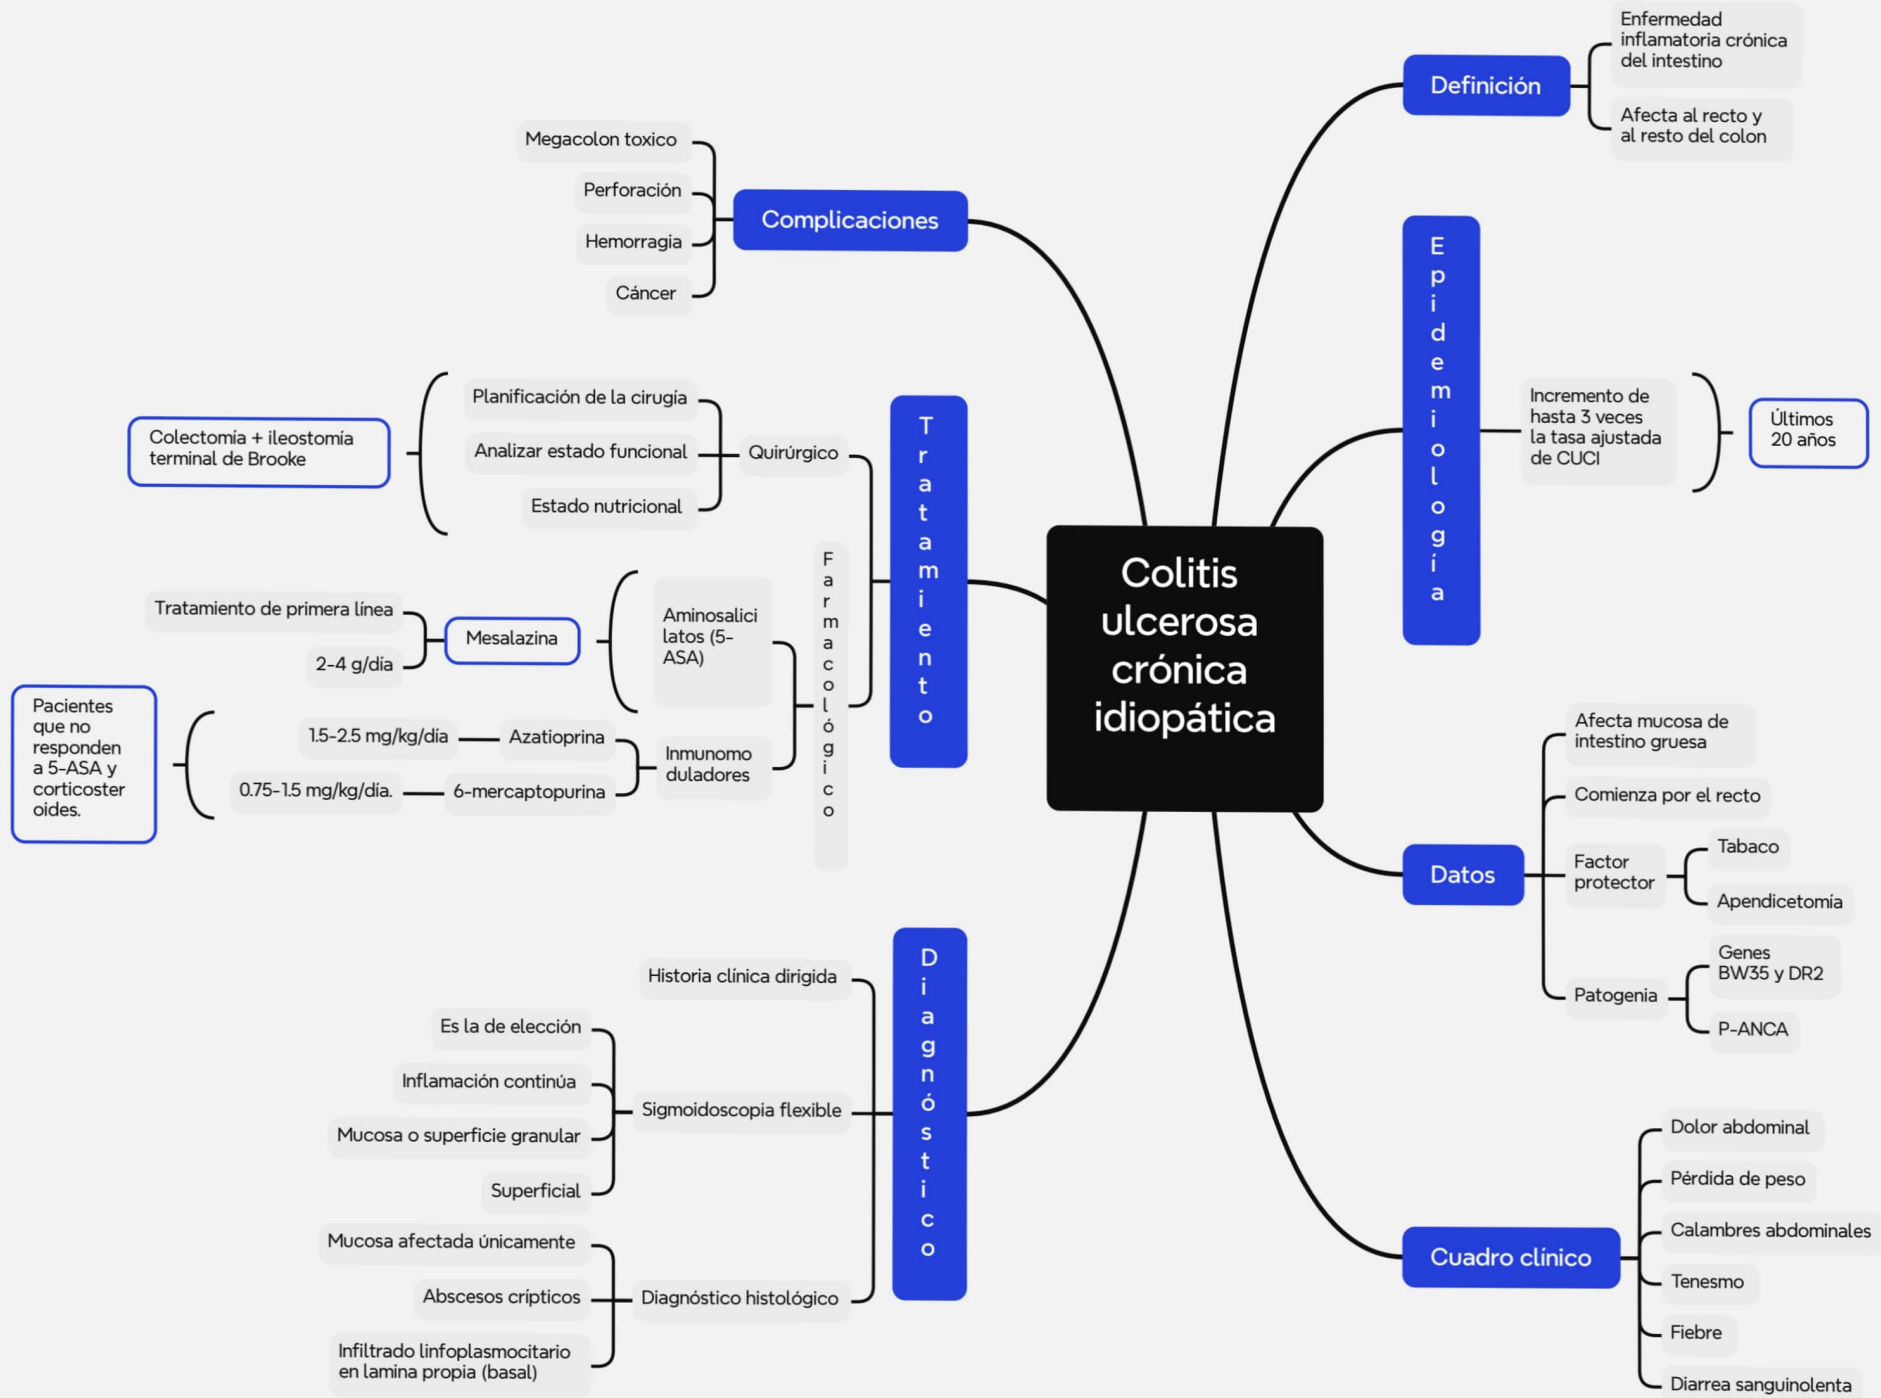 Colitis
ulcerosa
crónica
idiopática
Definición
Enfermedad
inflamatoria crónica
del intestino
Afecta al recto y
al resto del colon
Epidemiología
Incremento de
hasta 3 veces
la tasa ajustada
de CUCI
Últimos
20 años
Datos
Afecta mucosa de
intestino gruesa
Comienza por el recto
Factor
protector
Tabaco
Apendicetomía
Patogenia
Genes
BW35 y DR2
P-ANCA
Cuadro clínico
Dolor abdominal
Pérdida de peso
Calambres abdominales
Tenesmo
Fiebre
Diarrea sanguinolenta
Complicaciones
Megacolon toxico
Perforación
Hemorragia
Cáncer
Tratamiento
Quirúrgico
Planificación de la cirugía
Analizar estado funcional
Estado nutricional
Colectomía + ileostomía
terminal de Brooke
Farmacológico
Aminosalici
latos (5-
ASA)
Mesalazina
Tratamiento de primera línea
2-4 g/día
Inmunomo
duladores
Azatioprina
1.5-2.5 mg/kg/día
6-mercaptopurina
0.75-1.5 mg/kg/día.
Pacientes
que no
responden
a 5-ASA y
corticoster
oides.
Diagnóstico
Historia clínica dirigida
Sigmoidoscopia flexible
Es la de elección
Inflamación continúa
Mucosa o superficie granular
Superficial
Diagnóstico histológico
Mucosa afectada únicamente
Abscesos crípticos
Infiltrado linfoplasmocitario
en lamina propia (basal)